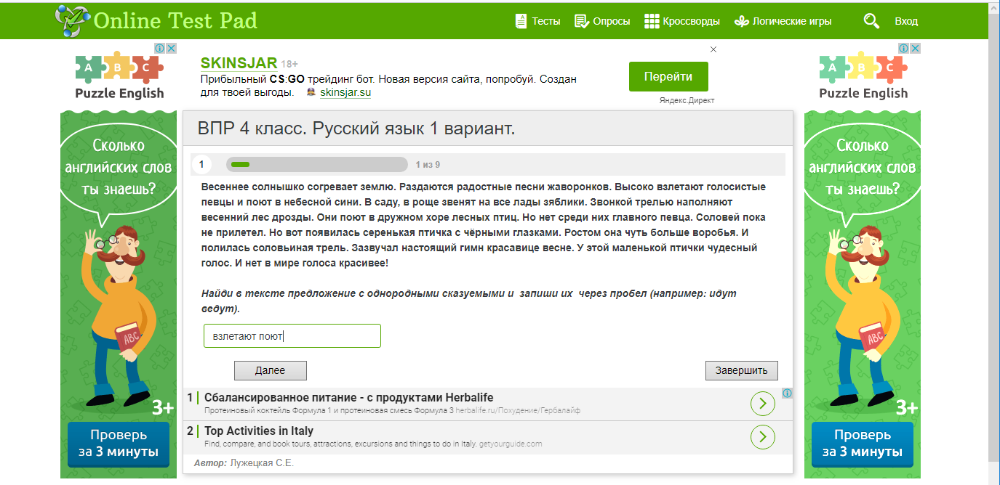 Online Test Pad
Тесты
Опросы
Кроссворды
Логические игры
Вход
A B C
Puzzle English
Сколько
английских слов
ты знаешь?
ABC
3+
Проверь
за 3 минуты
SKINSJAR 18+
Прибыльный CS:GO трейдинг бот. Новая версия сайта, попробуй. Создан
для твоей выгоды. skinsjar.su
Перейти
Яндекс.Директ
A B C
Puzzle English
Сколько
английских слов
ты знаешь?
ABC
3+
Проверь
за 3 минуты
ВПР 4 класс. Русский язык 1 вариант.
1
1 из 9
Весеннее солнышко согревает землю. Раздаются радостные песни жаворонков. Высоко взлетают голосистые
певцы и поют в небесной сини. В саду, в роще звенят на все лады зяблики. Звонкой трелью наполняют
весенний лес дрозды. Они поют в дружном хоре лесных птиц. Но нет среди них главного певца. Соловей пока
не прилетел. Но вот появилась серенькая птичка с чёрными глазками. Ростом она чуть больше воробья. И
полилась соловьиная трель. Зазвучал настоящий гимн красавице весне. У этой маленькой птички чудесный
голос. И нет в мире голоса красивее!
Найди в тексте предложение с однородными сказуемыми и запиши их через пробел (например: идут
ведут).
взлетают поют
Далее
Завершить
1 Сбалансированное питание - с продуктами Herbalife
Протеиновый коктейль Формула 1 и протеиновая смесь Формула 3 herbalife.ru/Похудение/Гербалайф
2 Top Activities in Italy
Find, compare, and book tours, attractions, excursions and things to do in Italy. getyourguide.com
Автор: Лужецкая С.Е.